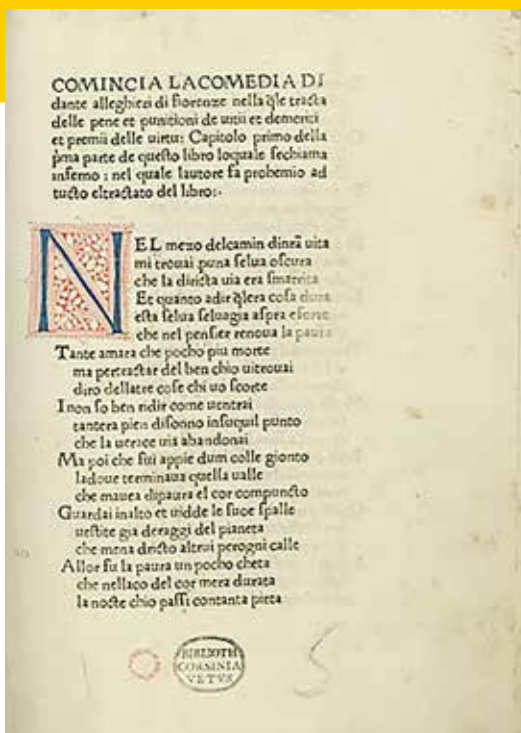 COMINCIA LACOMEDIA DI
dante alleghieri di fiorenze nella q̃le tracta
delle pene et punitioni de uitii et demeriti
et premii delle uirtu: Capitolo primo della
p̃ma parte de questo libro loquale sechiama
inferno : nel quale lautore fa probemio ad
tucto eltractato del libro:·
NEL mezo delcamin dinr̃a uita
mi trouai puna selua oscura
che la diricta uia era smarrita
Et quanto adir q̃lera cosa dura
esta selua seluagia aspra eforte
che nel pensier renoua la paura
Tante amara che pocho piu morte
ma pertractar del ben chio uitrouai
diro dellatre cose chi uo scorte
I non so ben ridir come uentrai
tantera pien disonno insuquil punto
che la uerace uia abandonai
Ma poi che fui appie dum colle gionto
ladoue terminaua quella ualle
che mauea dipaura el cor compuncto
Guardai inalto et uidde le suoe spalle
uestite gia deraggi del pianeta
che mena dricto altrui perogni calle
Allor fu la paura un pocho cheta
che nellaco del cor mera durata
la nocte chio passi contanta pieta
BIBLIOTH
CORSINIA
VETVS